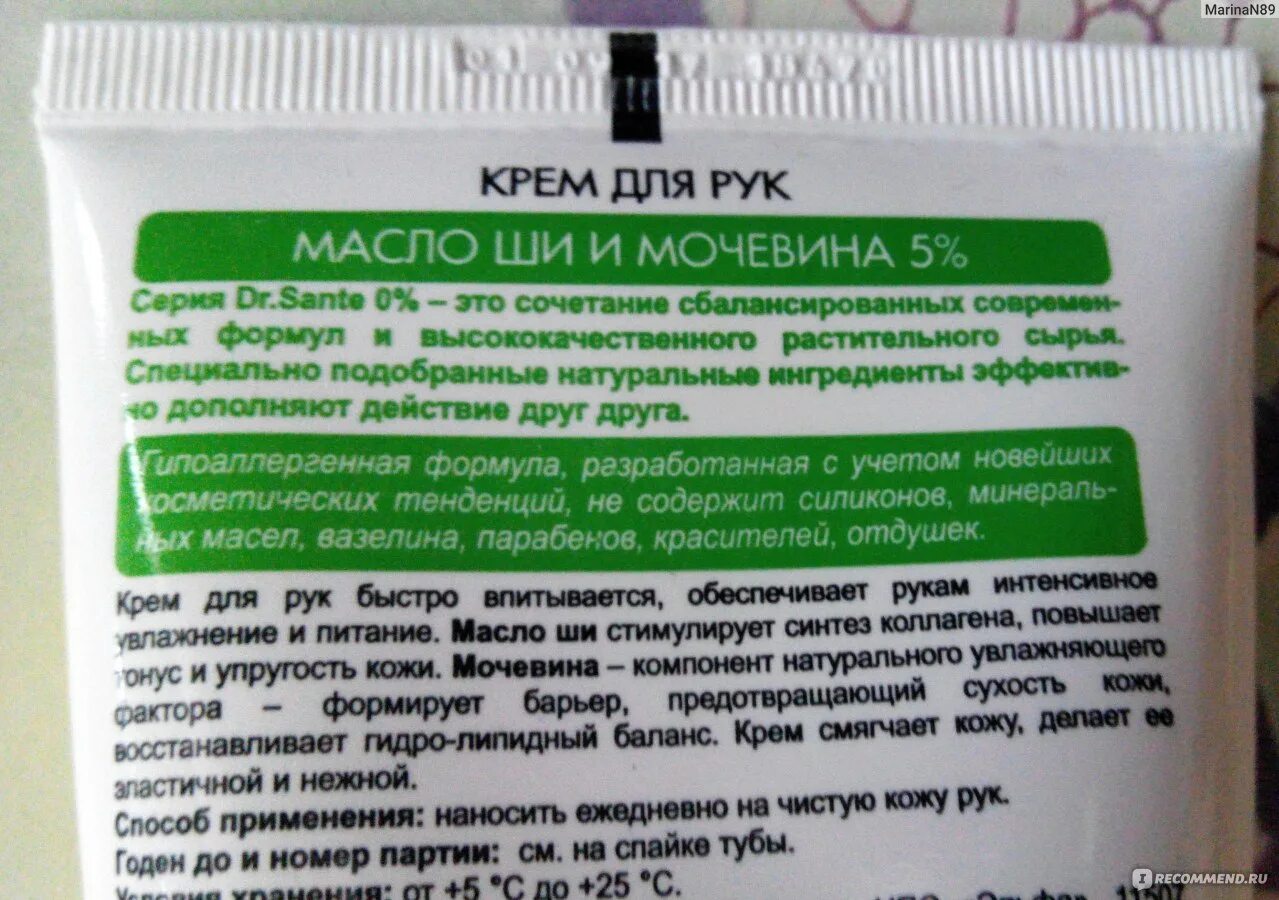 MarinaN89
КРЕМ ДЛЯ РУК
МАСЛО ШИ И МОЧЕВИНА 5%
Серия Dr.Sante 0% – это сочетание сбалансированных современ-
ных формул и высококачественного растительного сырья.
Специально подобранные натуральные ингредиенты эффектив-
но дополняют действие друг друга.
Гипоаллергенная формула, разработанная с учетом новейших
косметических тенденций, не содержит силиконов, минераль-
ных масел, вазелина, парабенов, красителей, отдушек.
Крем для рук быстро впитывается, обеспечивает рукам интенсивное
увлажнение и питание. Масло ши стимулирует синтез коллагена, повышает
тонус и упругость кожи. Мочевина – компонент натурального увлажняющего
фактора – формирует барьер, предотвращающий сухость кожи,
восстанавливает гидро-липидный баланс. Крем смягчает кожу, делает ее
эластичной и нежной.
Способ применения: наносить ежедневно на чистую кожу рук.
Годен до и номер партии: см. на спайке тубы.
Условия хранения: от +5 °C до +25 °C.
11507
IRECOMMEND.RU